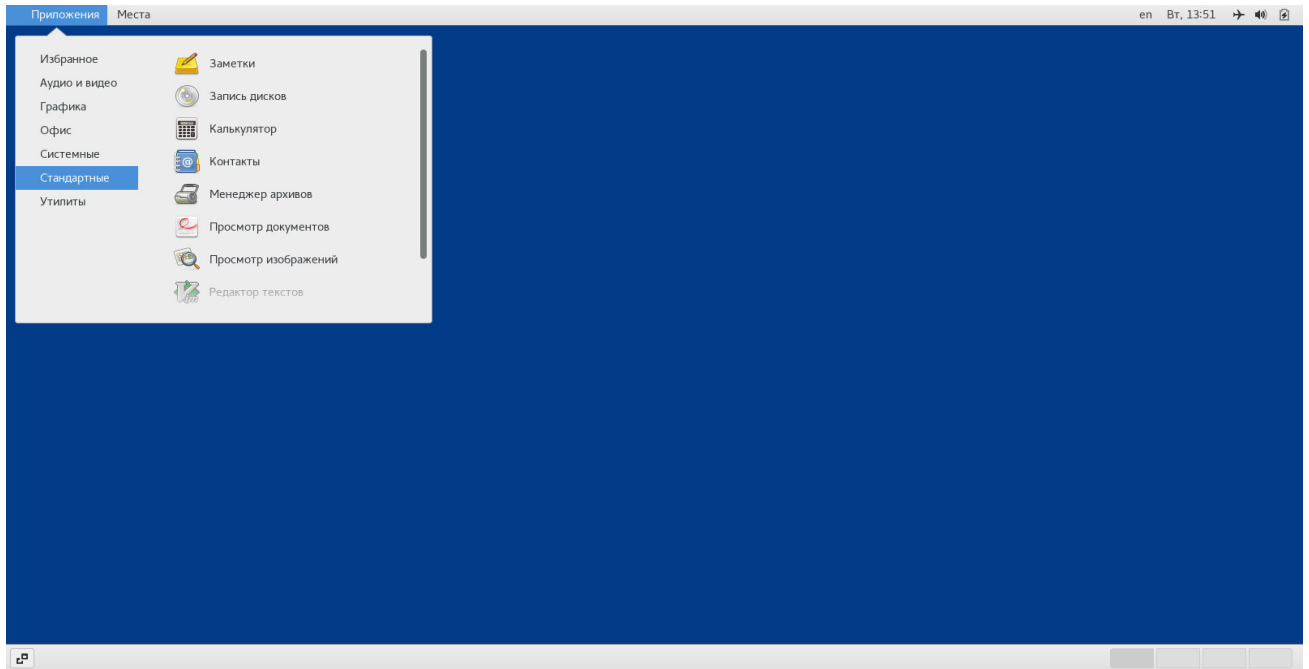 Приложения Места en Вт, 13:51
Избранное
Аудио и видео
Графика
Офис
Системные
Стандартные
Утилиты
Заметки
Запись дисков
Калькулятор
Контакты
Менеджер архивов
Просмотр документов
Просмотр изображений
Редактор текстов